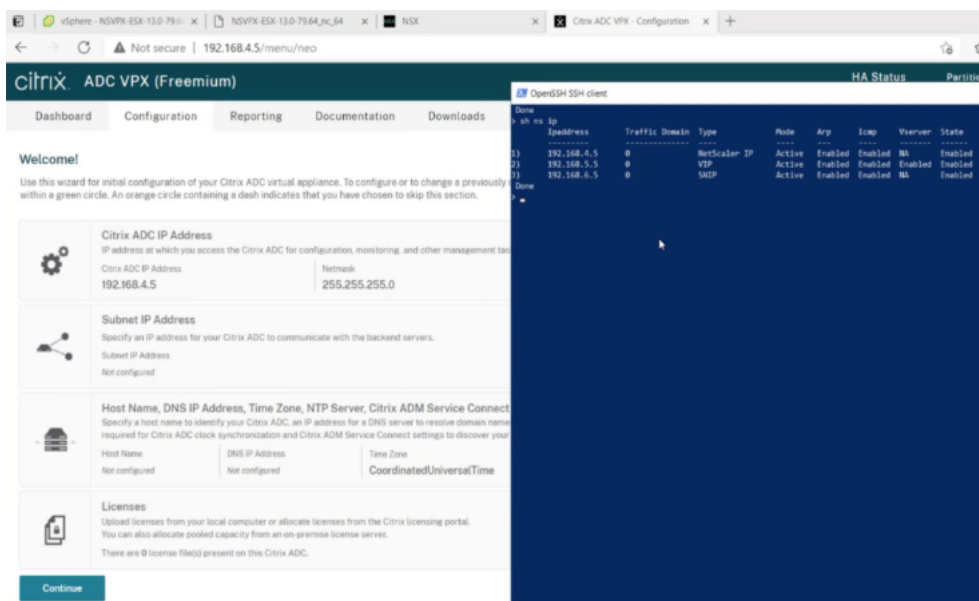 vSphere - NSVPX-ESX-13.0-79.6
NSVPX-ESX-13.0-79.64_nc_64
NSX
Citrix ADC VPX - Configuration
Not secure | 192.168.4.5/menu/neo
citrix. ADC VPX (Freemium)
HA Status
Partitio
Dashboard Configuration Reporting Documentation Downloads
Welcome!
Use this wizard for initial configuration of your Citrix ADC virtual appliance. To configure or to change a previously
within a green circle. An orange circle containing a dash indicates that you have chosen to skip this section.
Citrix ADC IP Address
IP address at which you access the Citrix ADC for configuration, monitoring, and other management tas
Citrix ADC IP Address Netmask
192.168.4.5 255.255.255.0
Subnet IP Address
Specify an IP address for your Citrix ADC to communicate with the backend servers.
Subnet IP Address
Not configured
Host Name, DNS IP Address, Time Zone, NTP Server, Citrix ADM Service Connect
Specify a host name to identify your Citrix ADC, an IP address for a DNS server to resolve domain name
required for Citrix ADC clock synchronization and Citrix ADM Service Connect settings to discover your
Host Name DNS IP Address Time Zone
Not configured Not configured CoordinatedUniversalTime
Licenses
Upload licenses from your local computer or allocate licenses from the Citrix licensing portal.
You can also allocate pooled capacity from an on-premise license server.
There are 0 license file(s) present on this Citrix ADC.
Continue
OpenSSH SSH client
Done
> sh ns ip
Ipaddress Traffic Domain Type Mode Arp Icmp Vserver State
--------- -------------- ---- ---- --- ---- ------- ------
1) 192.168.4.5 0 NetScaler IP Active Enabled Enabled NA Enabled
2) 192.168.5.5 0 VIP Active Enabled Enabled Enabled Enabled
3) 192.168.6.5 0 SNIP Active Enabled Enabled NA Enabled
Done
>